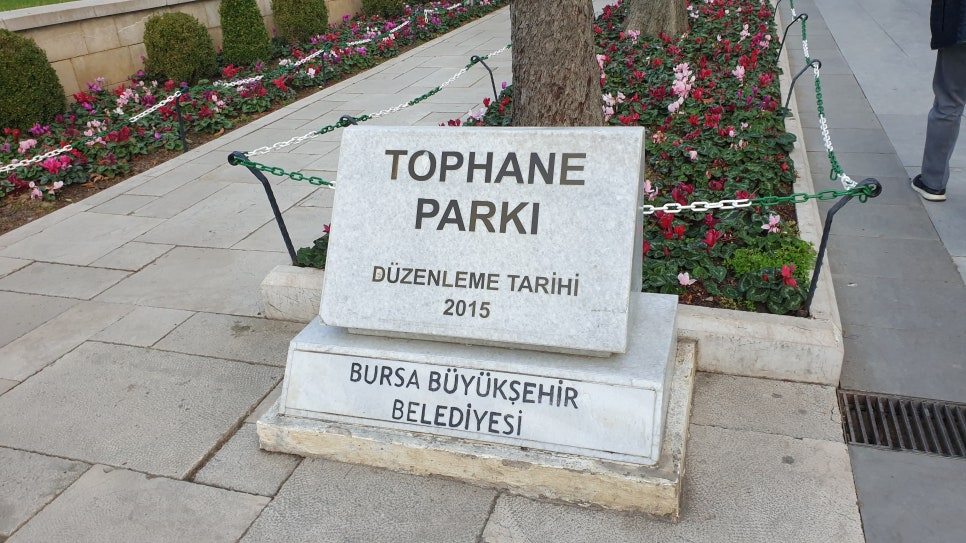 TOPHANE
PARKI
DÜZENLEME TARİHİ
2015
BURSA BÜYÜKŞEHİR
BELEDİYESİ